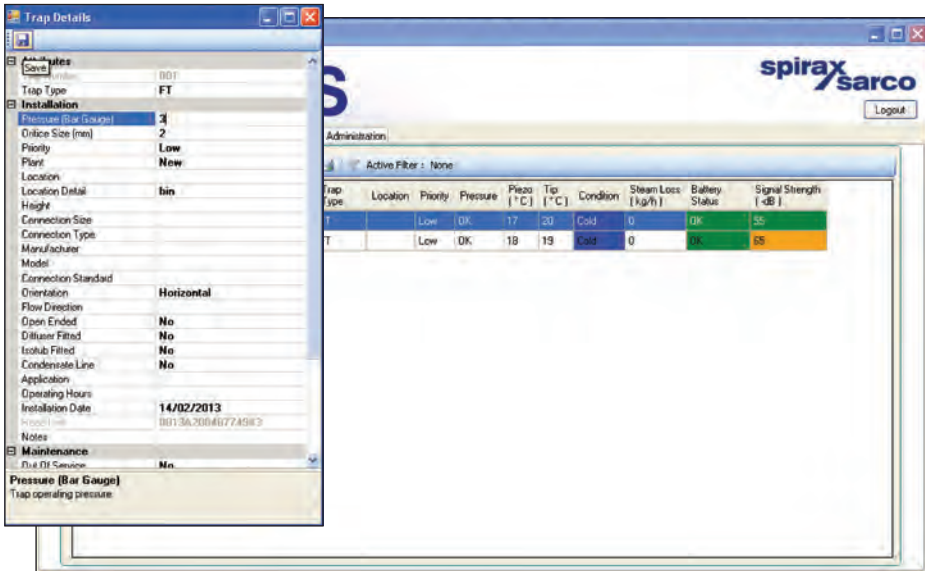 Trap Details
Attributes
Save
001
Trap Type FT
Installation
Pressure (Bar Gauge) 3
Orifice Size (mm) 2
Priority Low
Plant New
Location
Location Detail bin
Height
Connection Size
Connection Type
Manufacturer
Model
Connection Standard
Orientation Horizontal
Flow Direction
Open Ended No
Diffuser Fitted No
Isotub Fitted No
Condensate Line No
Application
Operating Hours
Installation Date 14/02/2013
Notes
Maintenance
Out Of Service No
Pressure (Bar Gauge)
Trap operating pressure.
S
spirax
sarco
Logout
Administration
Active Filter : None
Trap Type Location Priority Pressure Piezo (°C) Tip (°C) Condition Steam Loss (kg/h) Battery Status Signal Strength (-dB)
T Low OK 17 20 Cold 0 OK 55
T Low OK 18 19 Cold 0 OK 65